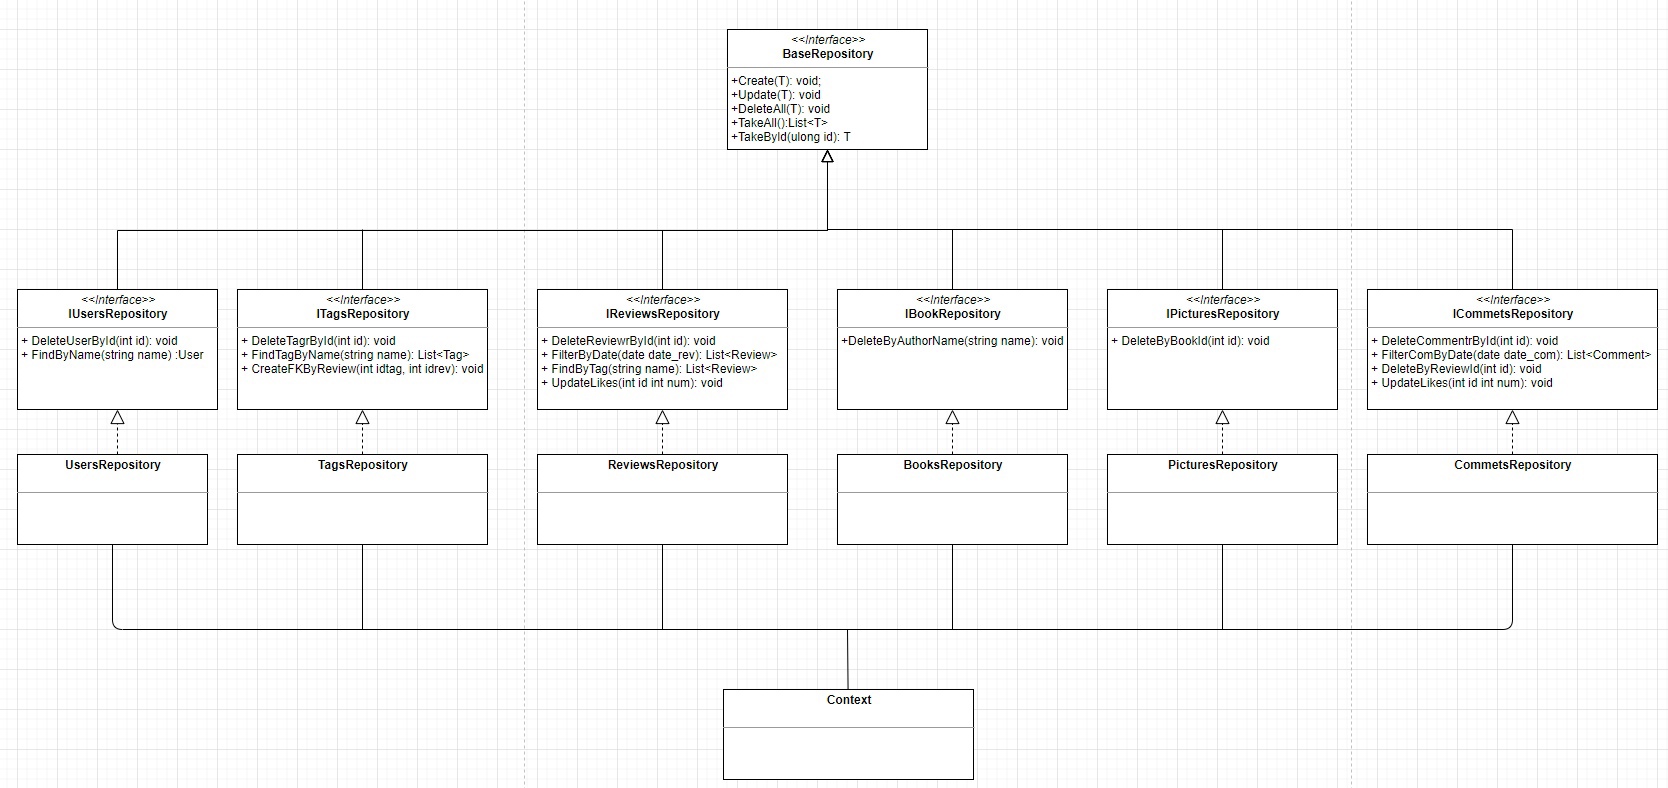 <<Interface>>
BaseRepository
+Create(T): void;
+Update(T): void
+DeleteAll(T): void
+TakeAll():List<T>
+TakeById(ulong id): T
<<Interface>>
IUsersRepository
+ DeleteUserById(int id): void
+ FindByName(string name) :User
<<Interface>>
ITagsRepository
+ DeleteTagrById(int id): void
+ FindTagByName(string name): List<Tag>
+ CreateFKByReview(int idtag, int idrev): void
<<Interface>>
IReviewsRepository
+ DeleteReviewrById(int id): void
+ FilterByDate(date date_rev): List<Review>
+ FindByTag(string name): List<Review>
+ UpdateLikes(int id int num): void
<<Interface>>
IBookRepository
+DeleteByAuthorName(string name): void
<<Interface>>
IPicturesRepository
+ DeleteByBookId(int id): void
<<Interface>>
ICommetsRepository
+ DeleteCommentrById(int id): void
+ FilterComByDate(date date_com): List<Comment>
+ DeleteByReviewId(int id): void
+ UpdateLikes(int id int num): void
UsersRepository
TagsRepository
ReviewsRepository
BooksRepository
PicturesRepository
CommetsRepository
Context